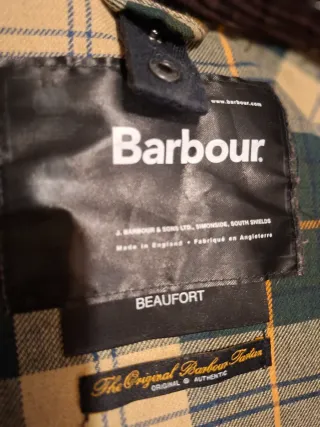 www.barbour.com
Barbour®
J. BARBOUR & SONS LTD., SIMONSIDE, SOUTH SHIELDS
Made in England • Fabriqué en Angleterre
BEAUFORT
The Original Barbour Tartan
ORIGINAL & AUTHENTIC